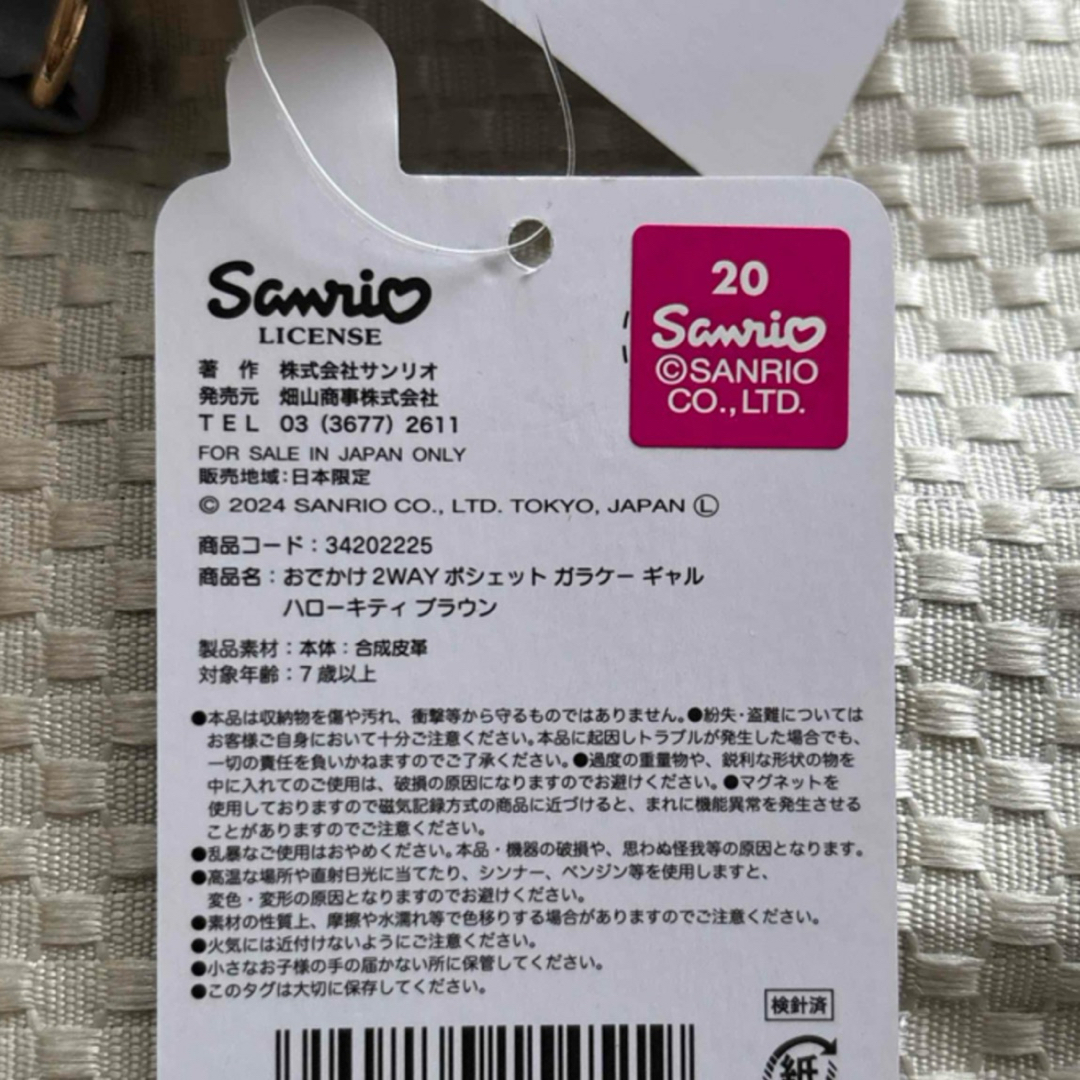 Sanrio
LICENSE
著 作 株式会社サンリオ
発売元 畑山商事株式会社
TEL 03 (3677) 2611
FOR SALE IN JAPAN ONLY
販売地域:日本限定
© 2024 SANRIO CO., LTD. TOKYO, JAPAN Ⓛ
20
Sanrio
©SANRIO
CO.,LTD.
商品コード:34202225
商品名:おでかけ2WAYポシェット ガラケー ギャル
ハローキティ ブラウン
製品素材:本体:合成皮革
対象年齢:7歳以上
●本品は収納物を傷や汚れ、衝撃等から守るものではありません。●紛失・盗難については
お客様ご自身において十分ご注意ください。本品に起因しトラブルが発生した場合でも、
一切の責任を負いかねますのでご了承ください。●過度の重量物や、鋭利な形状の物を
中に入れてのご使用は、破損の原因になりますのでお避けください。●マグネットを
使用しておりますので磁気記録方式の商品に近づけると、まれに機能異常を発生させる
ことがありますのでご注意ください。
●乱暴なご使用はおやめください。本品・機器の破損や、思わぬ怪我等の原因となります。
●高温な場所や直射日光に当てたり、シンナー、ベンジン等を使用しますと、
変色・変形の原因となりますのでお避けください。
●素材の性質上、摩擦や水濡れ等で色移りする場合がありますのでご注意ください。
●火気には近付けないようにご注意ください。
●小さなお子様の手の届かない所に保管してください。
●このタグは大切に保存してください。
検針済
紙